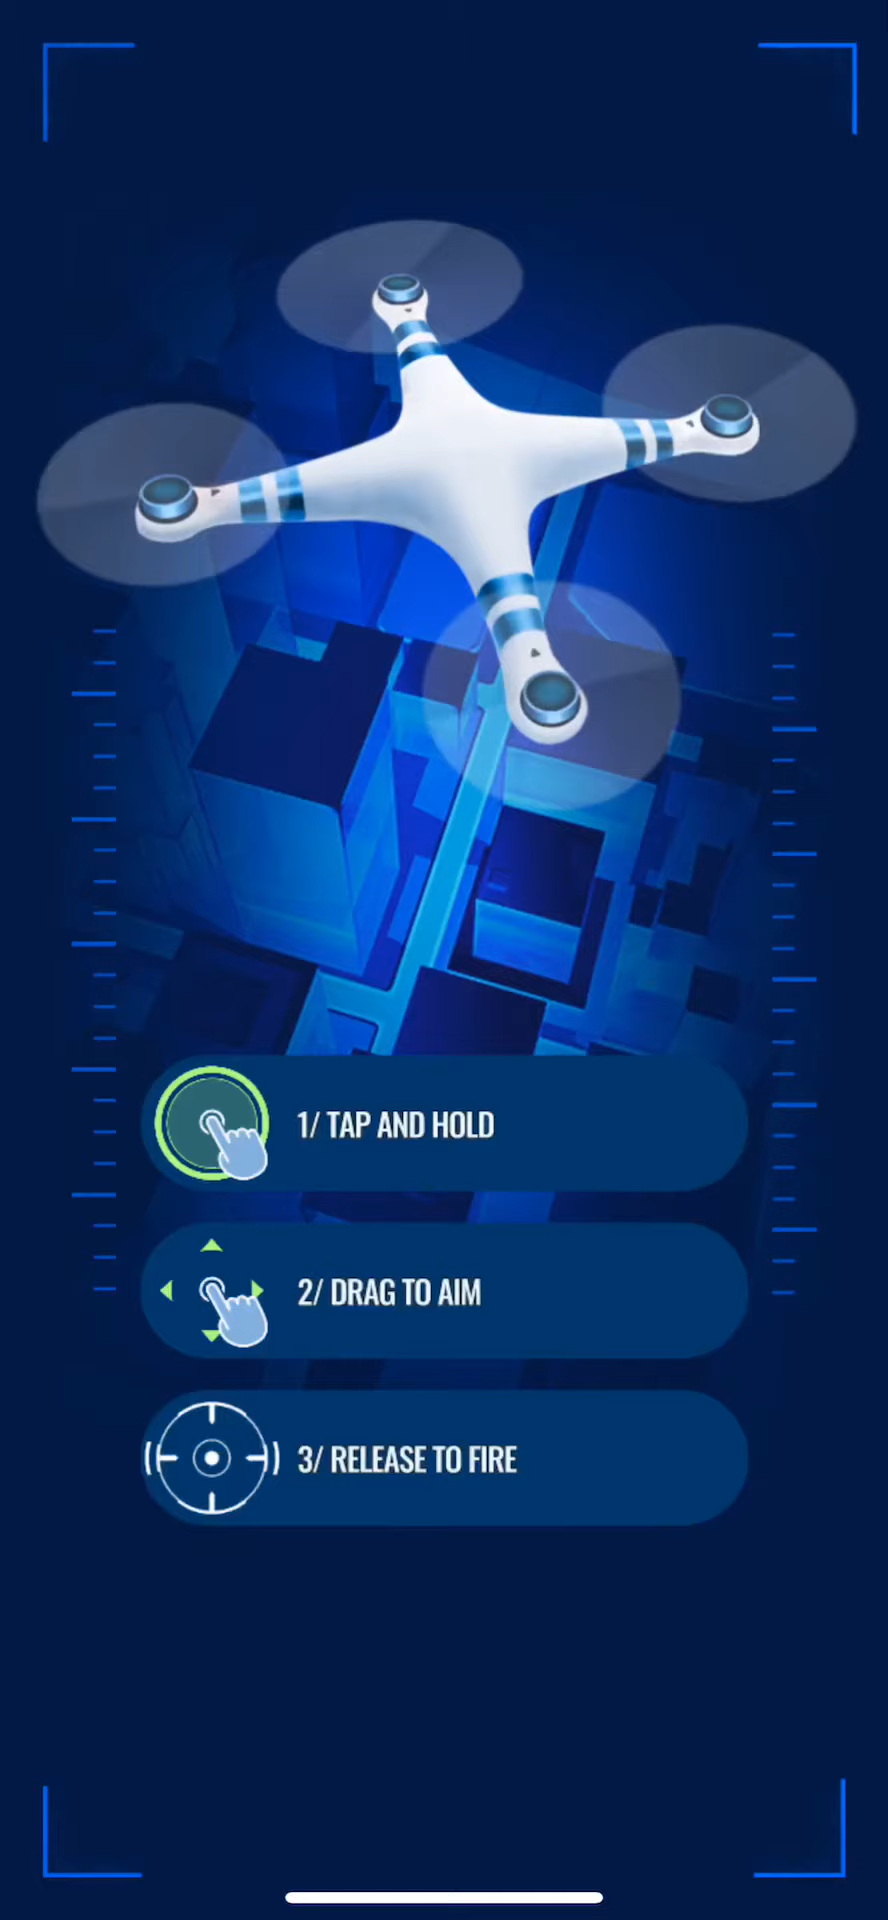 1/ TAP AND HOLD
2/ DRAG TO AIM
3/ RELEASE TO FIRE